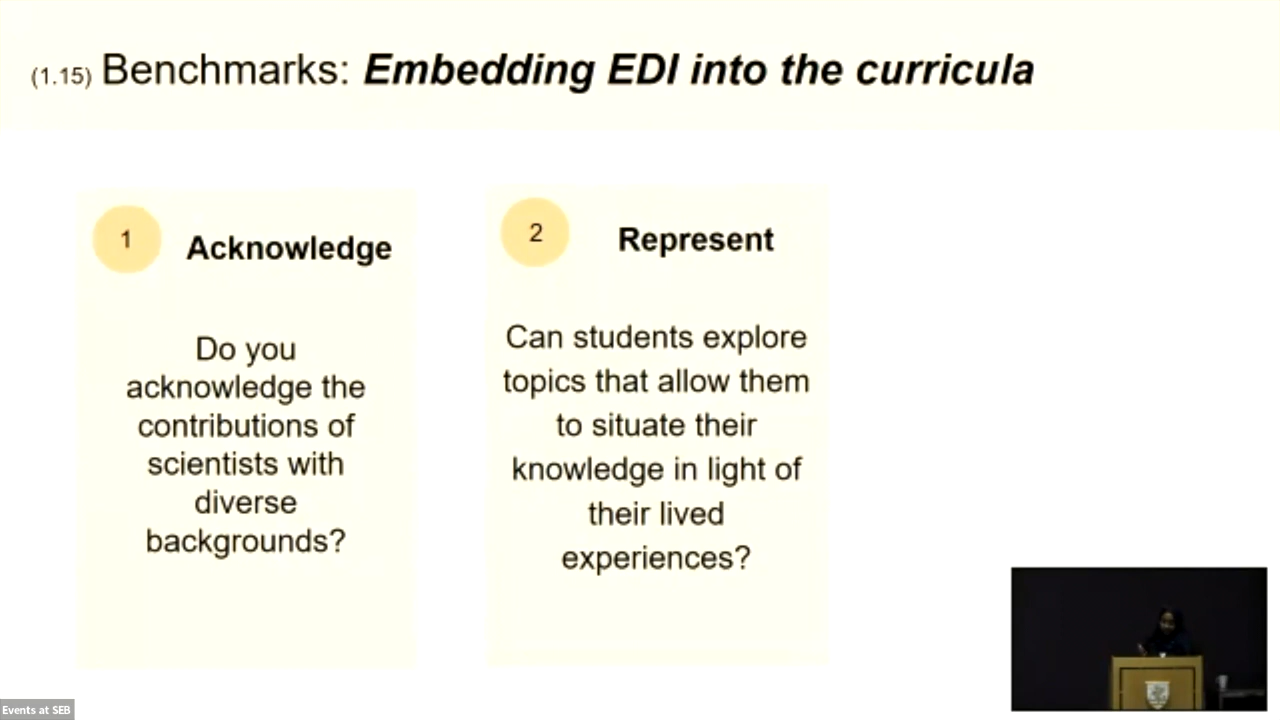 (1.15) Benchmarks: Embedding EDI into the curricula
1
Acknowledge
Do you
acknowledge the
contributions of
scientists with
diverse
backgrounds?
2
Represent
Can students explore
topics that allow them
to situate their
knowledge in light of
their lived
experiences?
Events at SEB